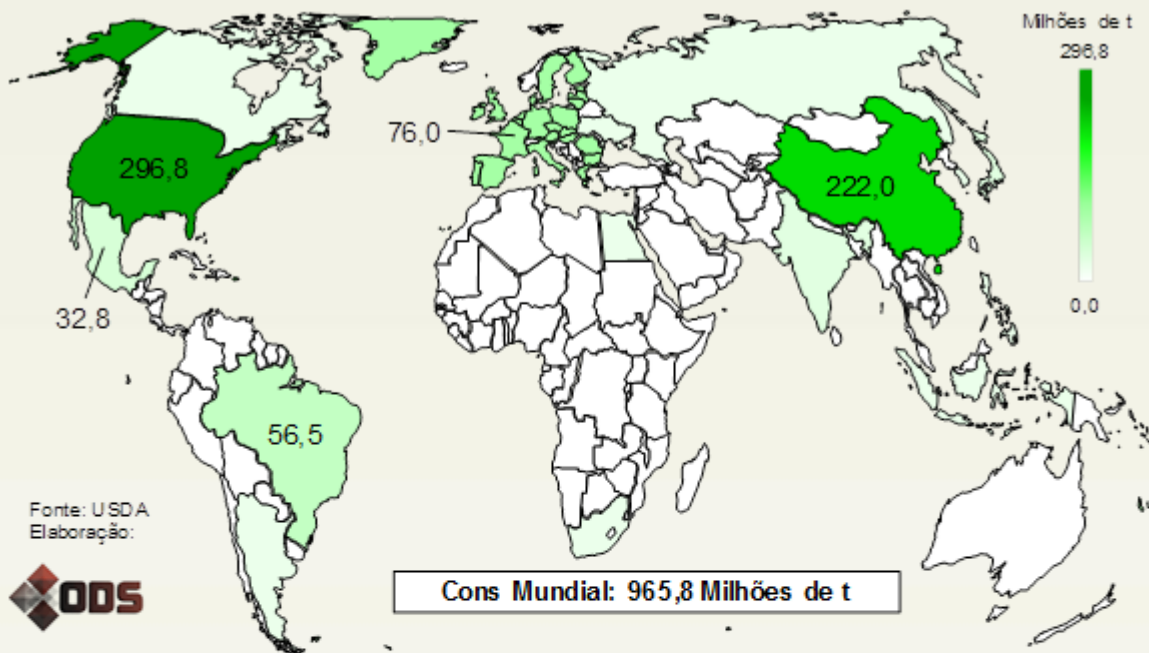 Milhões de t
296,8
76,0
296,8
222,0
32,8
0,0
56,5
Fonte: USDA
Elaboração:
ODS
Cons Mundial: 965,8 Milhões de t